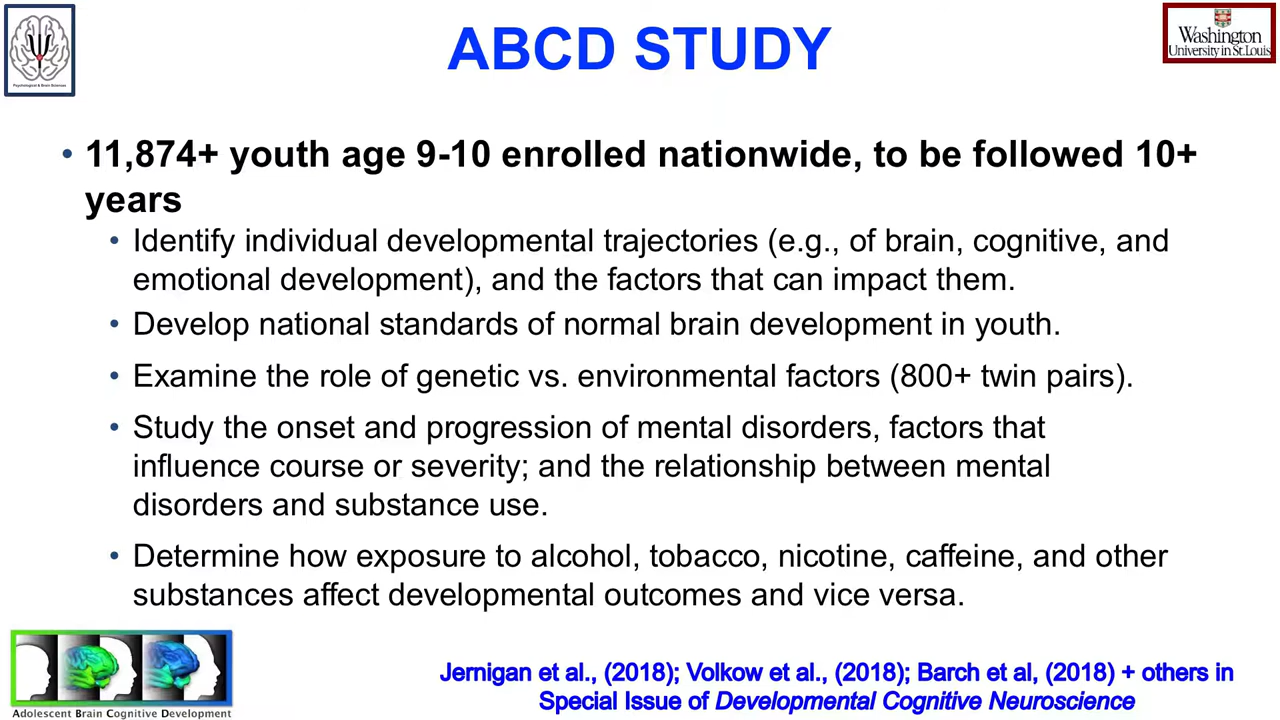 Psychological & Brain Sciences
ABCD STUDY
Washington
University in St. Louis
• 11,874+ youth age 9-10 enrolled nationwide, to be followed 10+
years
• Identify individual developmental trajectories (e.g., of brain, cognitive, and
emotional development), and the factors that can impact them.
• Develop national standards of normal brain development in youth.
• Examine the role of genetic vs. environmental factors (800+ twin pairs).
• Study the onset and progression of mental disorders, factors that
influence course or severity; and the relationship between mental
disorders and substance use.
• Determine how exposure to alcohol, tobacco, nicotine, caffeine, and other
substances affect developmental outcomes and vice versa.
Adolescent Brain Cognitive Development
Jernigan et al., (2018); Volkow et al., (2018); Barch et al, (2018) + others in
Special Issue of Developmental Cognitive Neuroscience